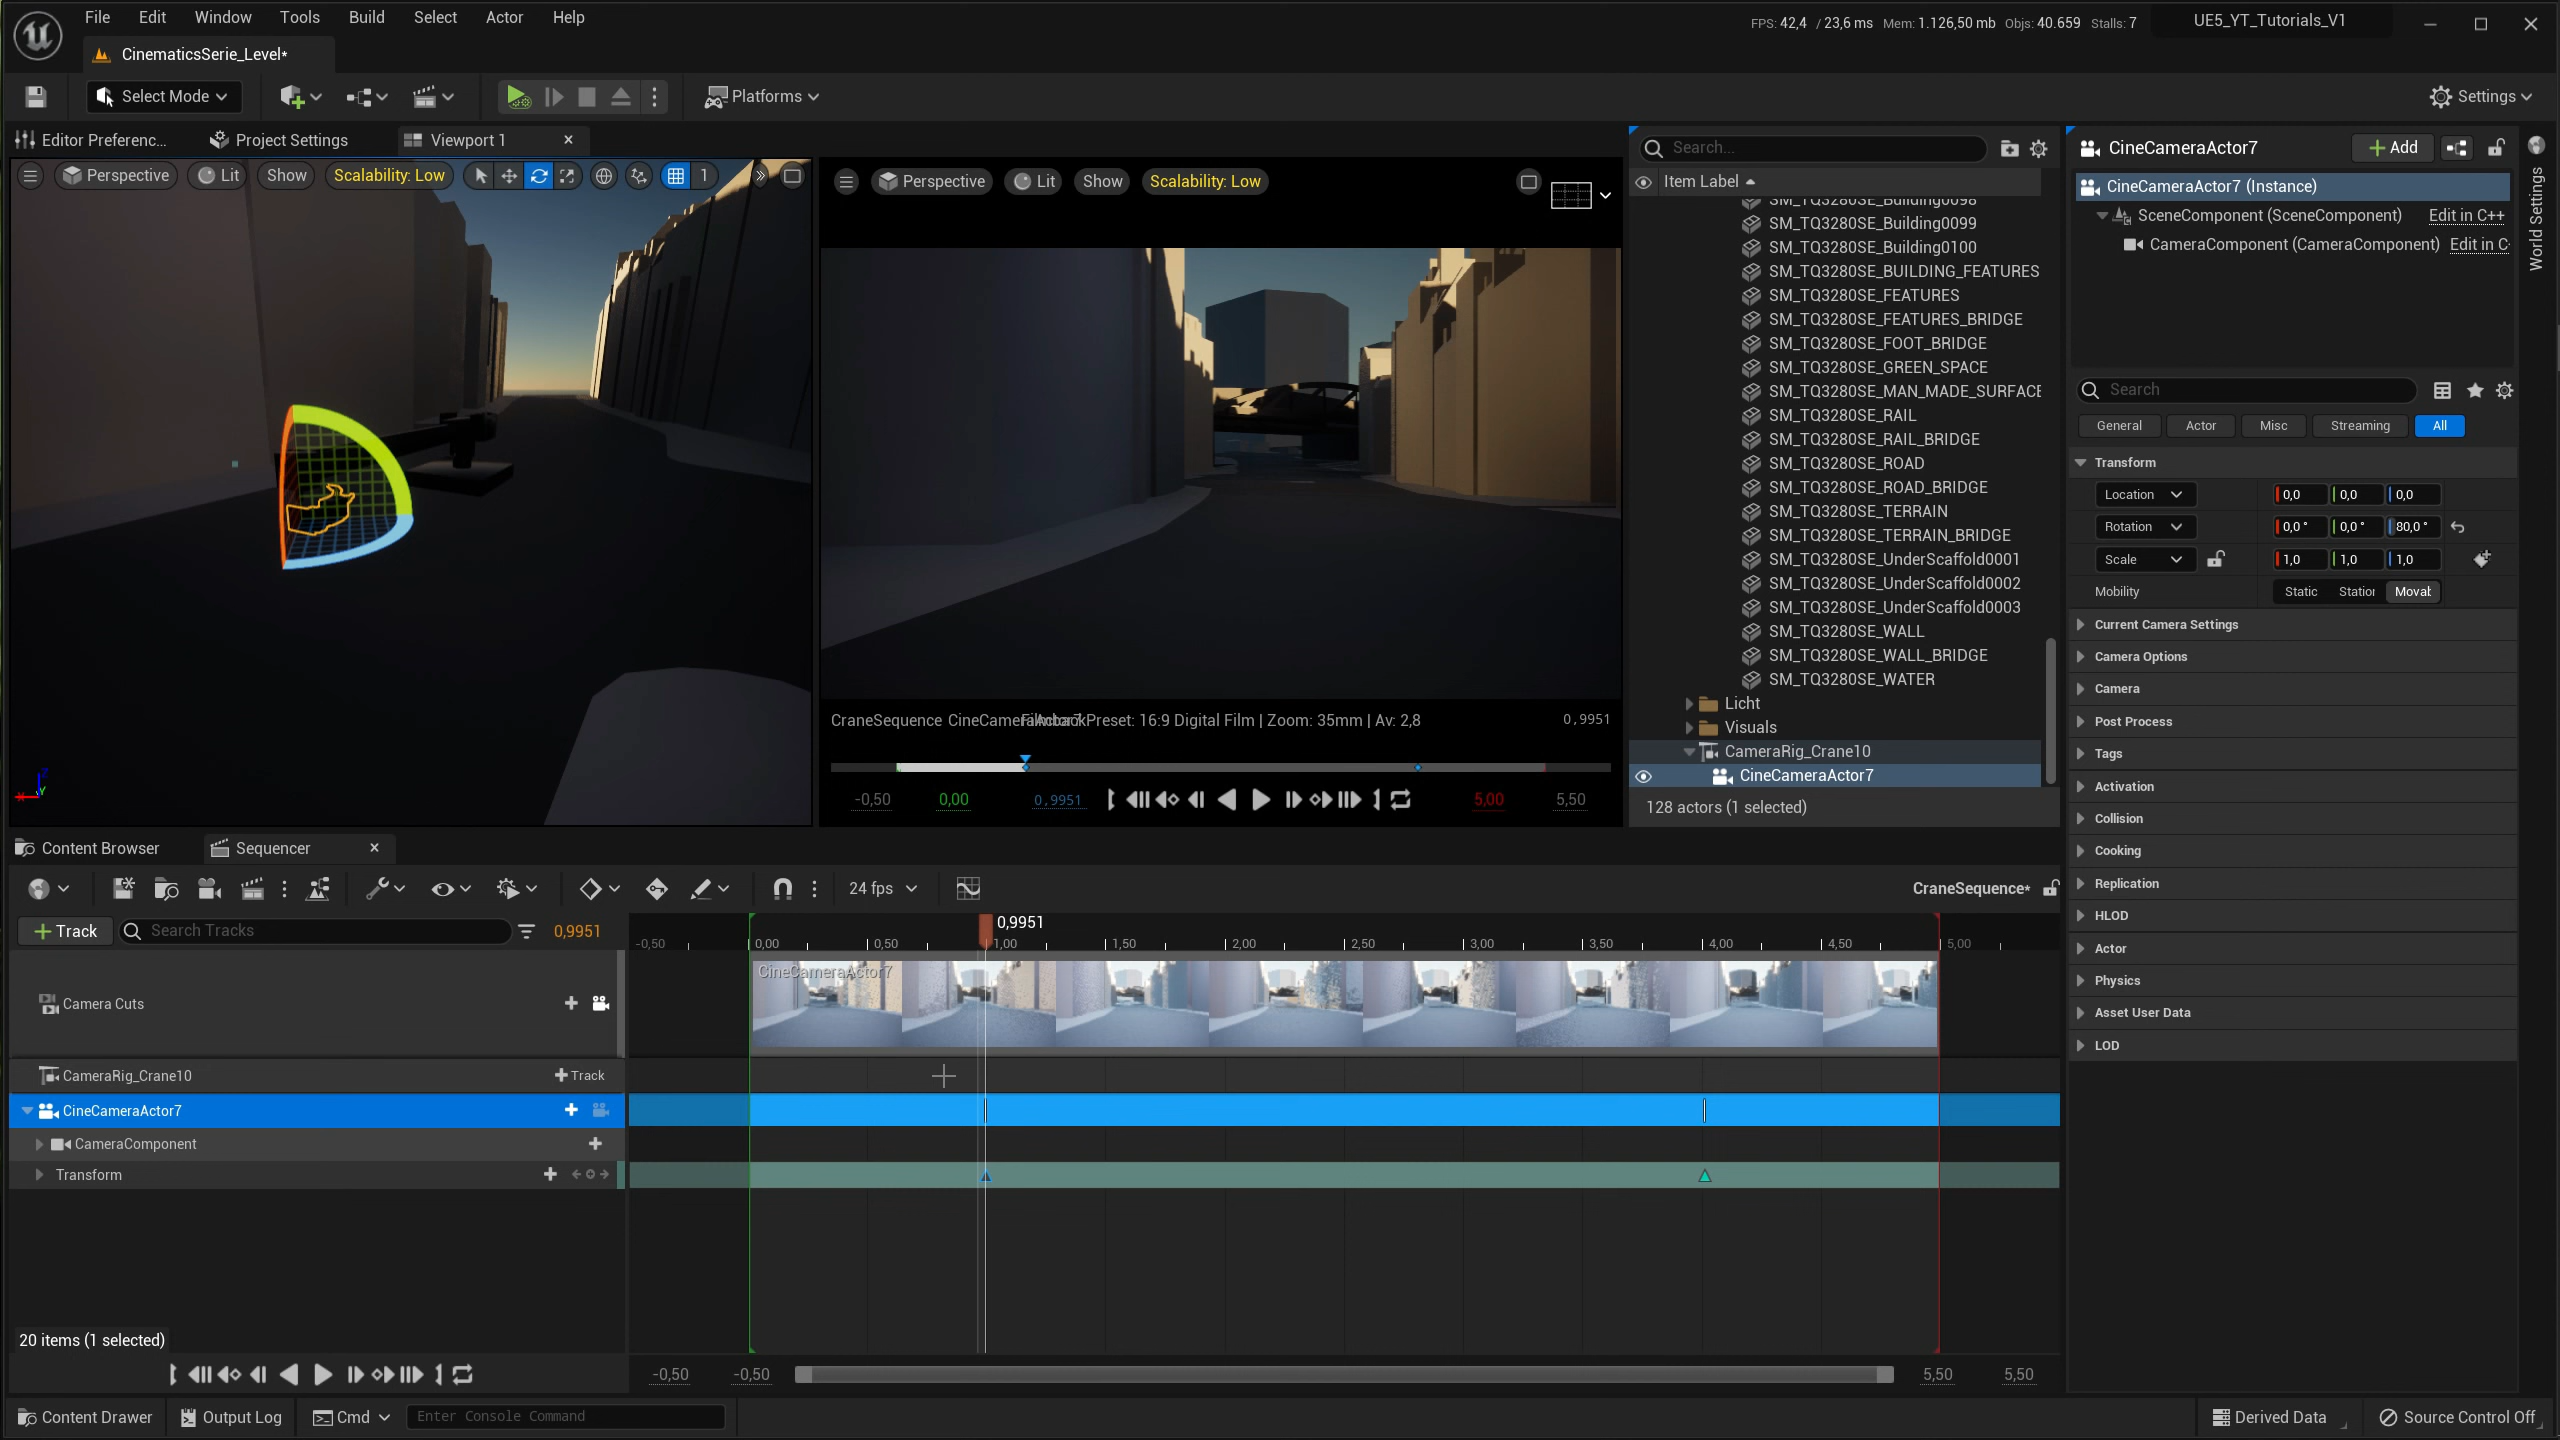 File Edit Window Tools Build Select Actor Help
FPS: 42,4 / 23,6 ms Mem: 1.126,50 mb Objs: 40.659 Stalls: 7
UE5_YT_Tutorials_V1
CinematicsSerie_Level*
Select Mode
Platforms
Settings
Editor Preferenc...
Project Settings
Viewport 1
Perspective Lit Show Scalability: Low 1
Perspective Lit Show Scalability: Low
CraneSequence
Preset: 16:9 Digital Film | Zoom: 35mm | Av: 2,8
0,9951
-0,50 0,00 0,9951 5,00 5,50
Search...
Item Label
SM_TQ3280SE_Building0098
SM_TQ3280SE_Building0099
SM_TQ3280SE_Building0100
SM_TQ3280SE_BUILDING_FEATURES
SM_TQ3280SE_FEATURES
SM_TQ3280SE_FEATURES_BRIDGE
SM_TQ3280SE_FOOT_BRIDGE
SM_TQ3280SE_GREEN_SPACE
SM_TQ3280SE_MAN_MADE_SURFACE
SM_TQ3280SE_RAIL
SM_TQ3280SE_RAIL_BRIDGE
SM_TQ3280SE_ROAD
SM_TQ3280SE_ROAD_BRIDGE
SM_TQ3280SE_TERRAIN
SM_TQ3280SE_TERRAIN_BRIDGE
SM_TQ3280SE_UnderScaffold0001
SM_TQ3280SE_UnderScaffold0002
SM_TQ3280SE_UnderScaffold0003
SM_TQ3280SE_WALL
SM_TQ3280SE_WALL_BRIDGE
SM_TQ3280SE_WATER
Licht
Visuals
CameraRig_Crane10
CineCameraActor7
128 actors (1 selected)
CineCameraActor7
Add
CineCameraActor7 (Instance)
SceneComponent (SceneComponent) Edit in C++
CameraComponent (CameraComponent) Edit in C
World Settings
Search
General Actor Misc Streaming All
Transform
Location 0,0 0,0 0,0
Rotation 0,0 ° 0,0 ° 80,0 °
Scale 1,0 1,0 1,0
Mobility Static Station Movab
Current Camera Settings
Camera Options
Camera
Post Process
Tags
Activation
Collision
Cooking
Replication
HLOD
Actor
Physics
Asset User Data
LOD
Content Browser
Sequencer
24 fps
CraneSequence*
Track
Search Tracks
0,9951
0,9951
-0,50 0,00 0,50 1,00 1,50 2,00 2,50 3,00 3,50 4,00 4,50 5,00
Camera Cuts
CineCameraActor7
CameraRig_Crane10
Track
CineCameraActor7
CameraComponent
Transform
20 items (1 selected)
-0,50 -0,50 5,50 5,50
Content Drawer
Output Log
Cmd
Enter Console Command
Derived Data
Source Control Off